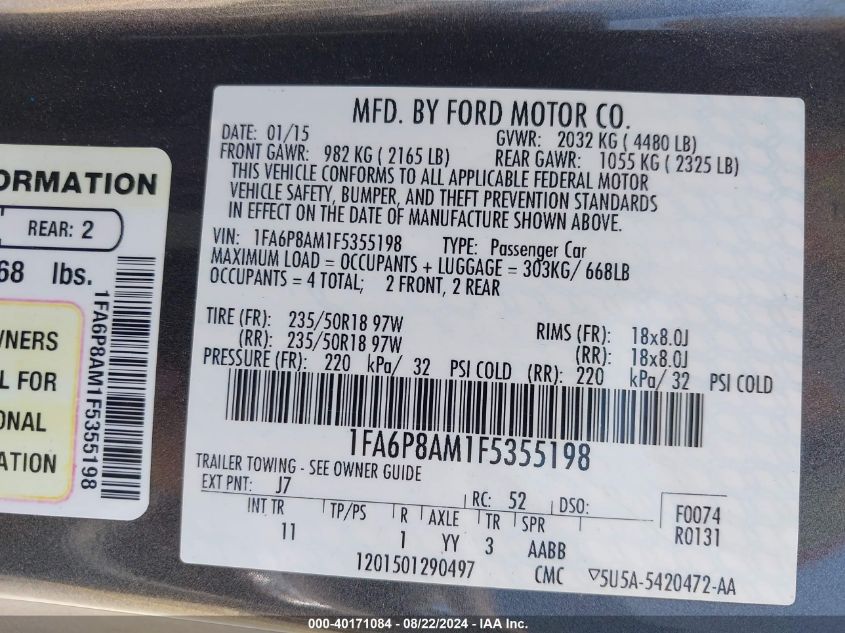 ORMATION
REAR: 2
68 lbs.
WNERS
L FOR
ONAL
ATION
1FA6P8AM1F5355198
MFD. BY FORD MOTOR CO.
DATE: 01/15 GVWR: 2032 KG ( 4480 LB)
FRONT GAWR: 982 KG ( 2165 LB) REAR GAWR: 1055 KG ( 2325 LB)
THIS VEHICLE CONFORMS TO ALL APPLICABLE FEDERAL MOTOR
VEHICLE SAFETY, BUMPER, AND THEFT PREVENTION STANDARDS
IN EFFECT ON THE DATE OF MANUFACTURE SHOWN ABOVE.
VIN: 1FA6P8AM1F5355198 TYPE: Passenger Car
MAXIMUM LOAD = OCCUPANTS + LUGGAGE = 303KG/ 668LB
OCCUPANTS = 4 TOTAL; 2 FRONT, 2 REAR
TIRE (FR): 235/50R18 97W RIMS (FR): 18x8.0J
(RR): 235/50R18 97W (RR): 18x8.0J
PRESSURE (FR): 220 kPa/ 32 PSI COLD (RR): 220 kPa/ 32 PSI COLD
1FA6P8AM1F5355198
TRAILER TOWING - SEE OWNER GUIDE
EXT PNT: J7 RC: 52 DSO: F0074
INT TR TP/PS R AXLE TR SPR R0131
11 1 YY 3 AABB
1201501290497 CMC ▽5U5A-5420472-AA
000-40171084 - 08/22/2024 - IAA Inc.